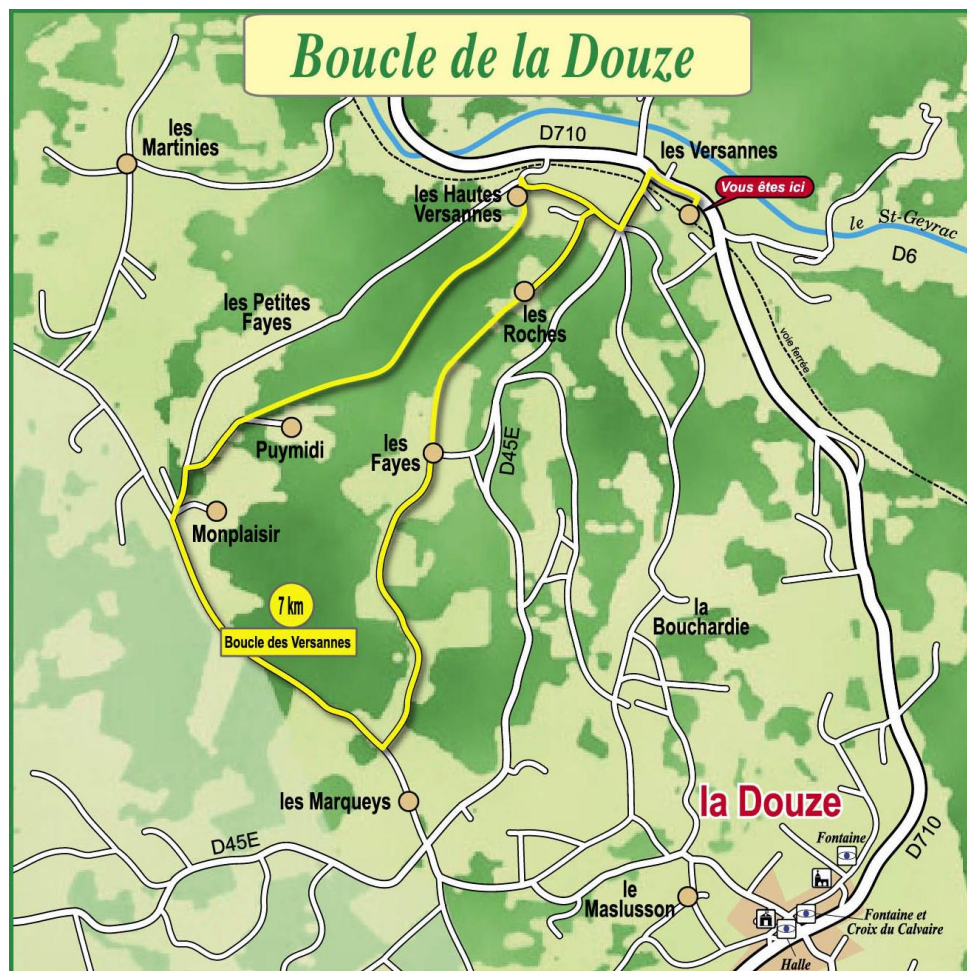 Boucle de la Douze
les
Martinies
D710
les Versannes
Vous êtes ici
les Hautes
Versannes
le St-Geyrac
D6
les Petites
Fayes
les
Roches
voie ferrée
Puymidi
les
Fayes
D45E
Monplaisir
7 km
Boucle des Versannes
la
Bouchardie
les Marqueys
la Douze
D45E
Fontaine
D710
le
Maslusson
Fontaine et
Croix du Calvaire
Halle